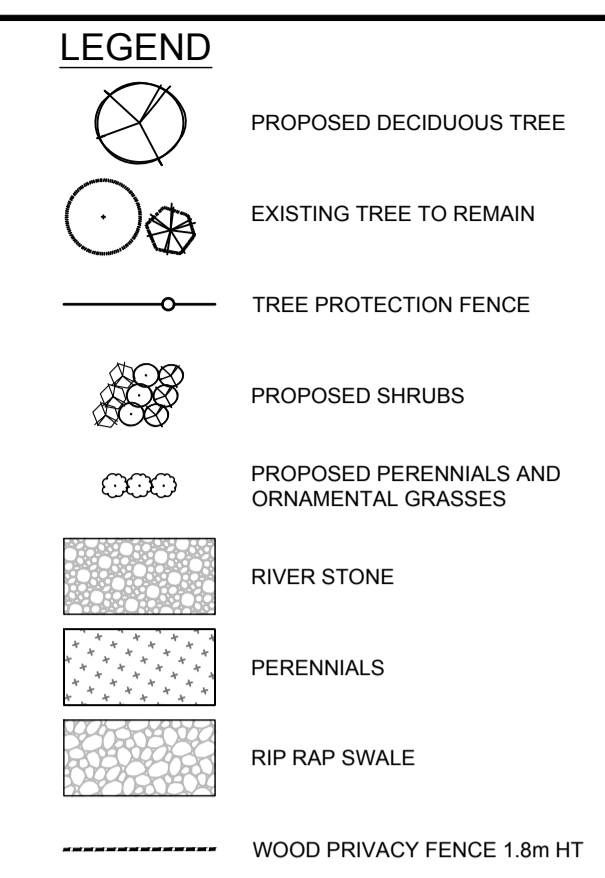 LEGEND
PROPOSED DECIDUOUS TREE
EXISTING TREE TO REMAIN
TREE PROTECTION FENCE
PROPOSED SHRUBS
PROPOSED PERENNIALS AND
ORNAMENTAL GRASSES
RIVER STONE
PERENNIALS
RIP RAP SWALE
WOOD PRIVACY FENCE 1.8m HT